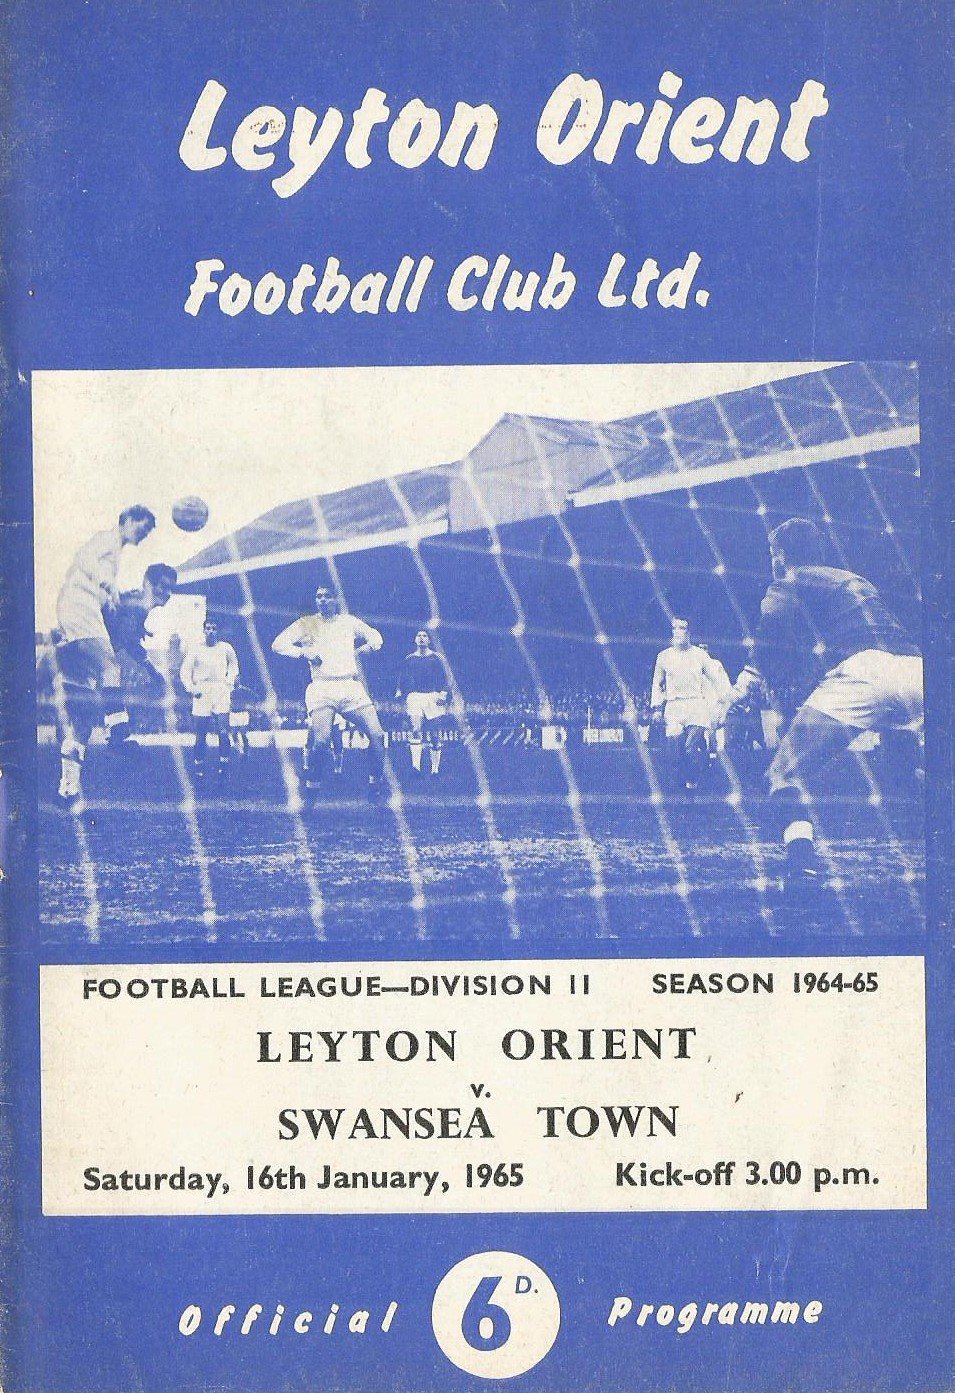 Leyton Orient
Football Club Ltd.
FOOTBALL LEAGUE—DIVISION II SEASON 1964-65
LEYTON ORIENT
v.
SWANSEA TOWN
Saturday, 16th January, 1965 Kick-off 3.00 p.m.
Official 6D. Programme